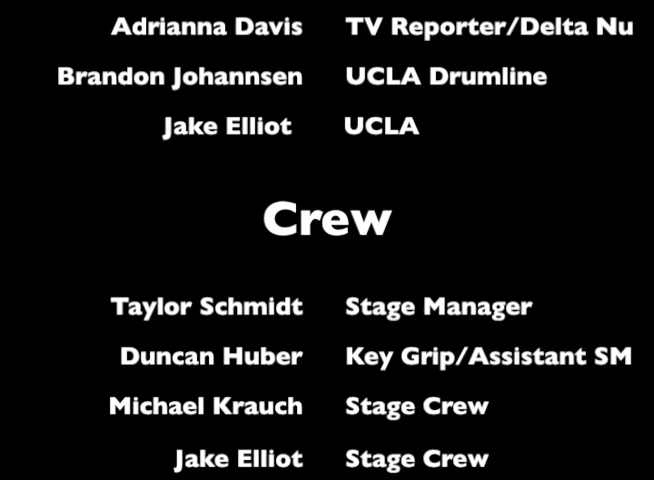 Adrianna Davis TV Reporter/Delta Nu
Brandon Johannsen UCLA Drumline
Jake Elliot UCLA
Crew
Taylor Schmidt Stage Manager
Duncan Huber Key Grip/Assistant SM
Michael Krauch Stage Crew
Jake Elliot Stage Crew